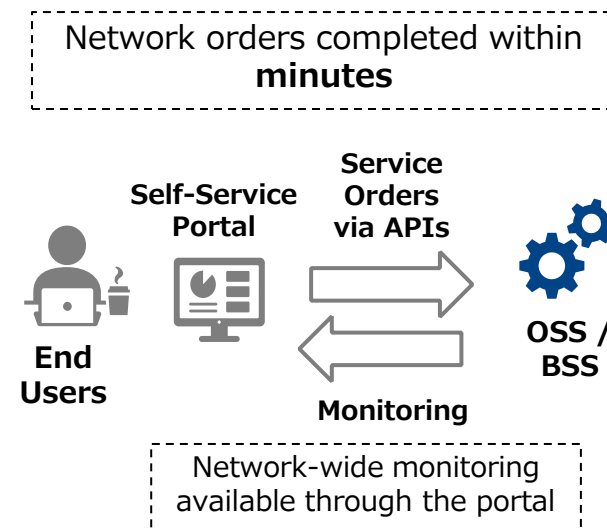 Network orders completed within
minutes
Service
Orders
via APIs
Self-Service
Portal
End
Users
OSS /
BSS
Monitoring
Network-wide monitoring
available through the portal